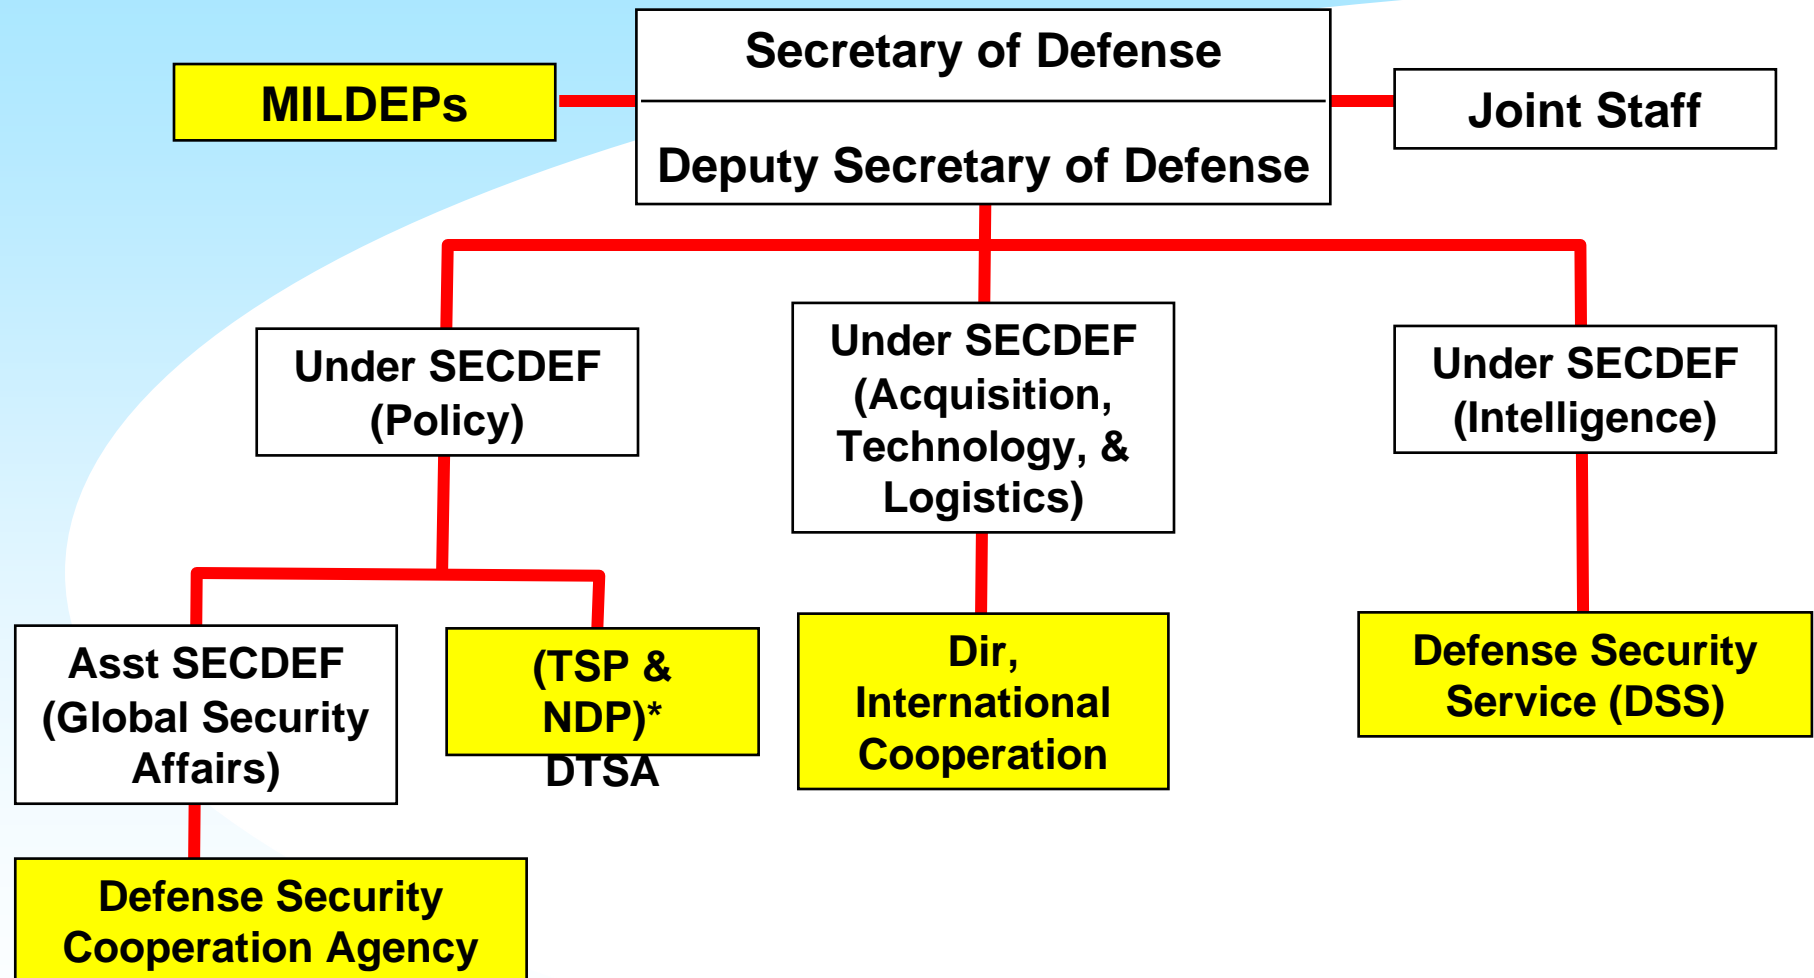 Secretary of Defense
Deputy Secretary of Defense
MILDEPs
Joint Staff
Under SECDEF
(Policy)
Under SECDEF
(Acquisition,
Technology, &
Logistics)
Under SECDEF
(Intelligence)
Asst SECDEF
(Global Security
Affairs)
(TSP &
NDP)*
DTSA
Dir,
International
Cooperation
Defense Security
Service (DSS)
Defense Security
Cooperation Agency